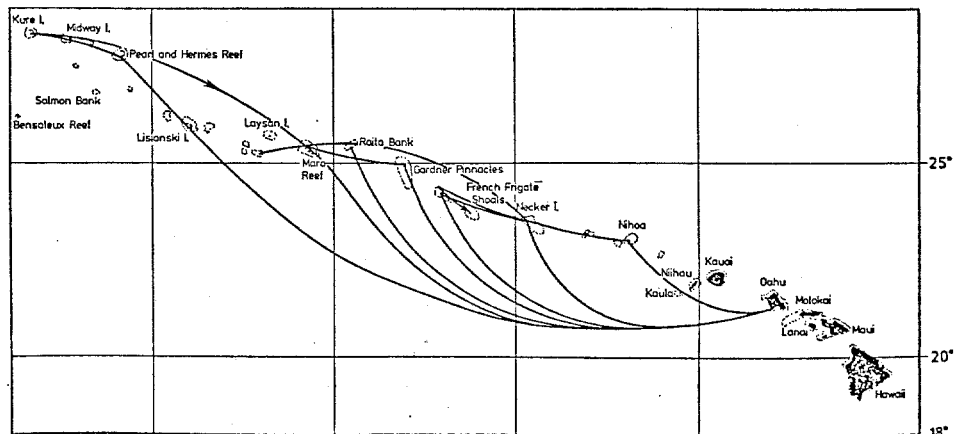 Kure I.
Midway I.
Pearl and Hermes Reef
Salmon Bank
Bensaleux Reef
Lisianski I.
Laysan I.
Maro
Reef
Raita Bank
Gardner Pinnacles
French Frigate
Shoals
Necker I.
Nihoa
Niihau
Kaula
Kauai
Oahu
Molokai
Lanai
Maui
Hawaii
25°
20°
18°